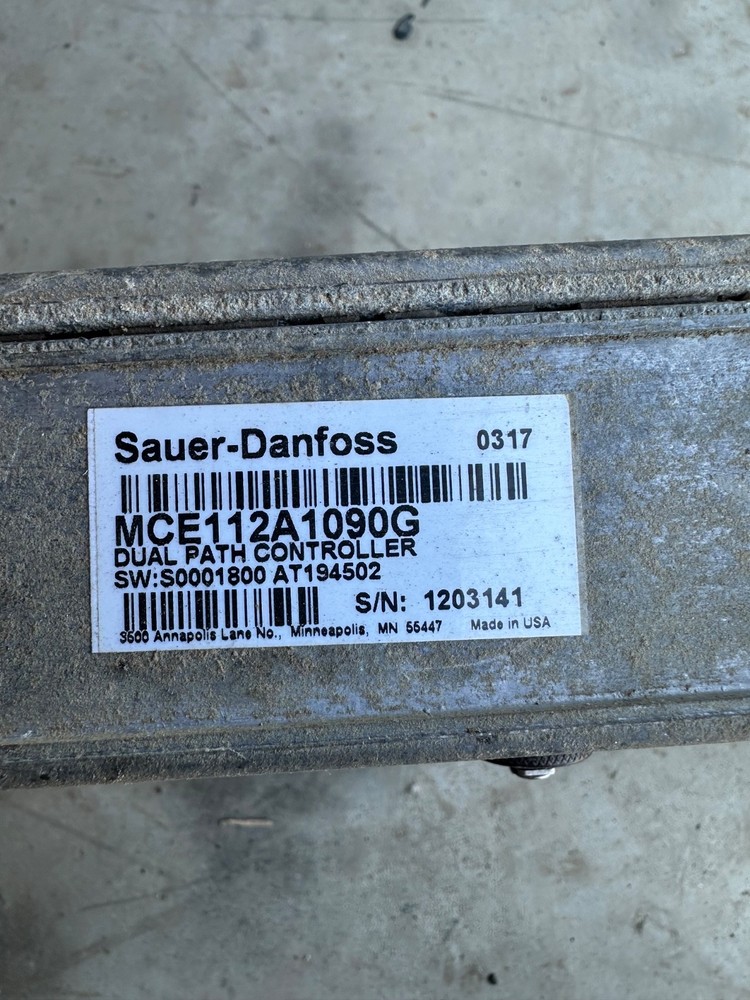 Sauer-Danfoss 0317
MCE112A1090G
DUAL PATH CONTROLLER
SW:S0001800 AT194502
S/N: 1203141
3500 Annapolis Lane No., Minneapolis, MN 55447 Made in USA